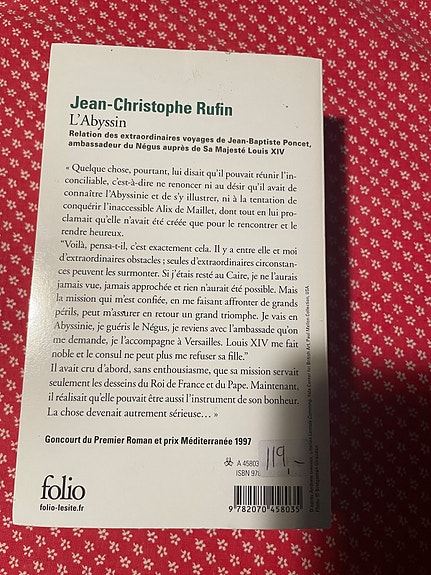 Jean-Christophe Rufin
L'Abyssin
Relation des extraordinaires voyages de Jean-Baptiste Poncet,
ambassadeur du Négus auprès de Sa Majesté Louis XIV
« Quelque chose, pourtant, lui disait qu'il pouvait réunir l'in-
conciliable, c'est-à-dire ne renoncer ni au désir qu'il avait de
connaître l'Abyssinie et de s'y illustrer, ni à la tentation de
conquérir l'inaccessible Alix de Maillet, dont tout en lui pro-
clamait qu'elle n'avait été créée que pour le rencontrer et le
rendre heureux.
"Voilà, pensa-t-il, c'est exactement cela. Il y a entre elle et moi
d'extraordinaires obstacles ; seules d'extraordinaires circonstan-
ces peuvent les surmonter. Si j'étais resté au Caire, je ne l'aurais
jamais vue, jamais approchée et rien n'aurait été possible. Mais
la mission qui m'est confiée, en me faisant affronter de grands
périls, peut m'assurer en retour un grand triomphe. Je vais en
Abyssinie, je guéris le Négus, je reviens avec l'ambassade qu'on
me demande, je l'accompagne à Versailles. Louis XIV me fait
noble et le consul ne peut plus me refuser sa fille."
Il avait cru d'abord, sans enthousiasme, que sa mission servait
seulement les desseins du Roi de France et du Pape. Maintenant,
il réalisait qu'elle pouvait être aussi l'instrument de son bonheur.
La chose devenait autrement sérieuse... »
Goncourt du Premier Roman et prix Méditerranée 1997
A 45803
119,-
ISBN 978
folio
folio-lesite.fr
9 782070 458035